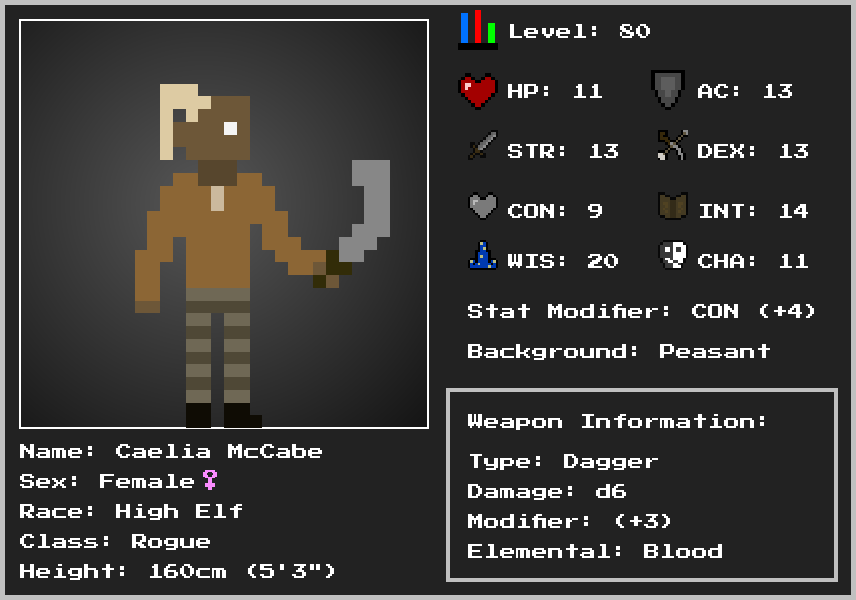 Level: 80
HP: 11
AC: 13
STR: 13
DEX: 13
CON: 9
INT: 14
WIS: 20
CHA: 11
Stat Modifier: CON (+4)
Background: Peasant
Weapon Information:
Type: Dagger
Damage: d6
Modifier: (+3)
Elemental: Blood
Name: Caelia McCabe
Sex: Female♀
Race: High Elf
Class: Rogue
Height: 160cm (5'3")